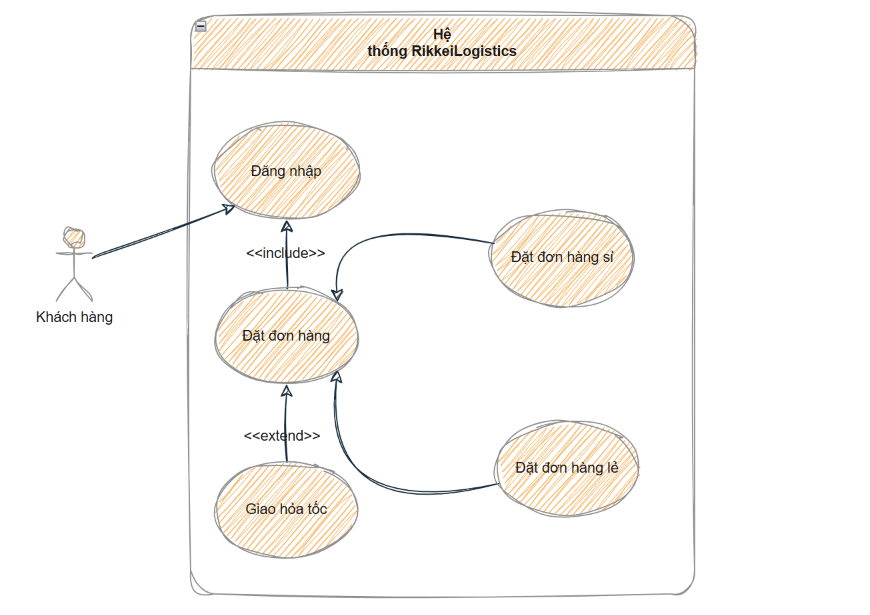 Hệ
thống RikkeiLogistics
Đăng nhập
<<include>>
Đặt đơn hàng sỉ
Khách hàng
Đặt đơn hàng
<<extend>>
Đặt đơn hàng lẻ
Giao hỏa tốc